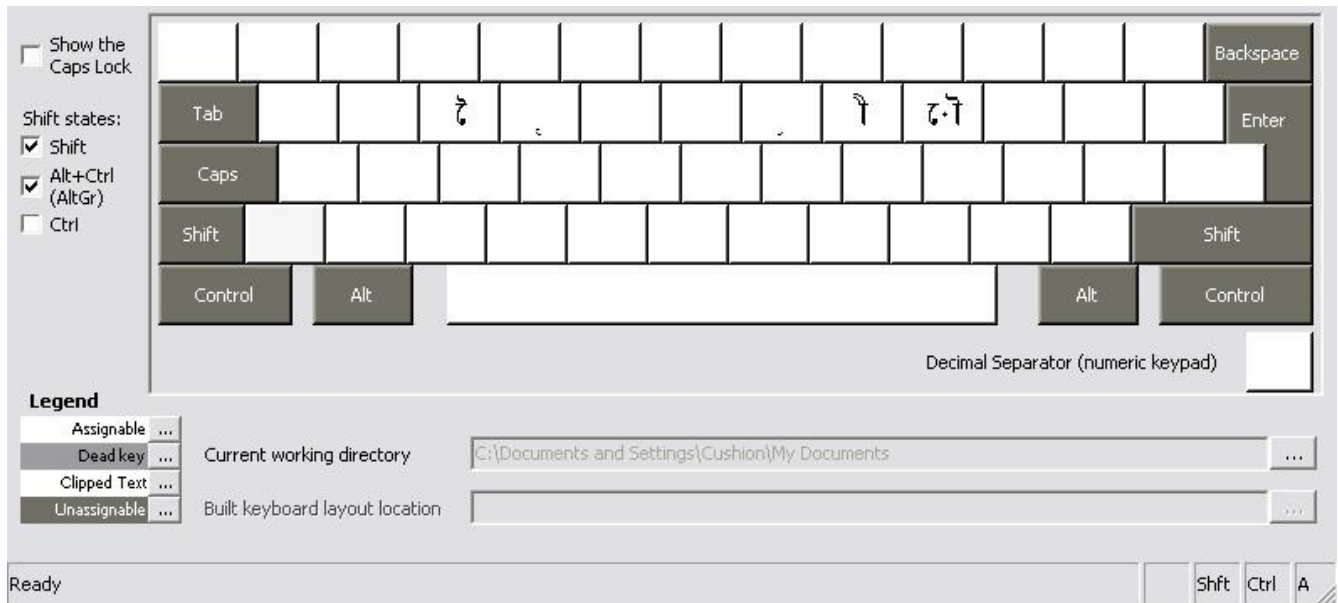 Show the
Caps Lock
Backspace
Tab
Enter
Shift states:
Shift
Caps
Alt+Ctrl
(AltGr)
Ctrl
Shift
Shift
Control
Alt
Alt
Control
Decimal Separator (numeric keypad)
Legend
Assignable ...
Dead key ...
Clipped Text ...
Unassignable ...
Current working directory
C:\Documents and Settings\Cushion\My Documents
...
Built keyboard layout location
...
Ready
Shft Ctrl A